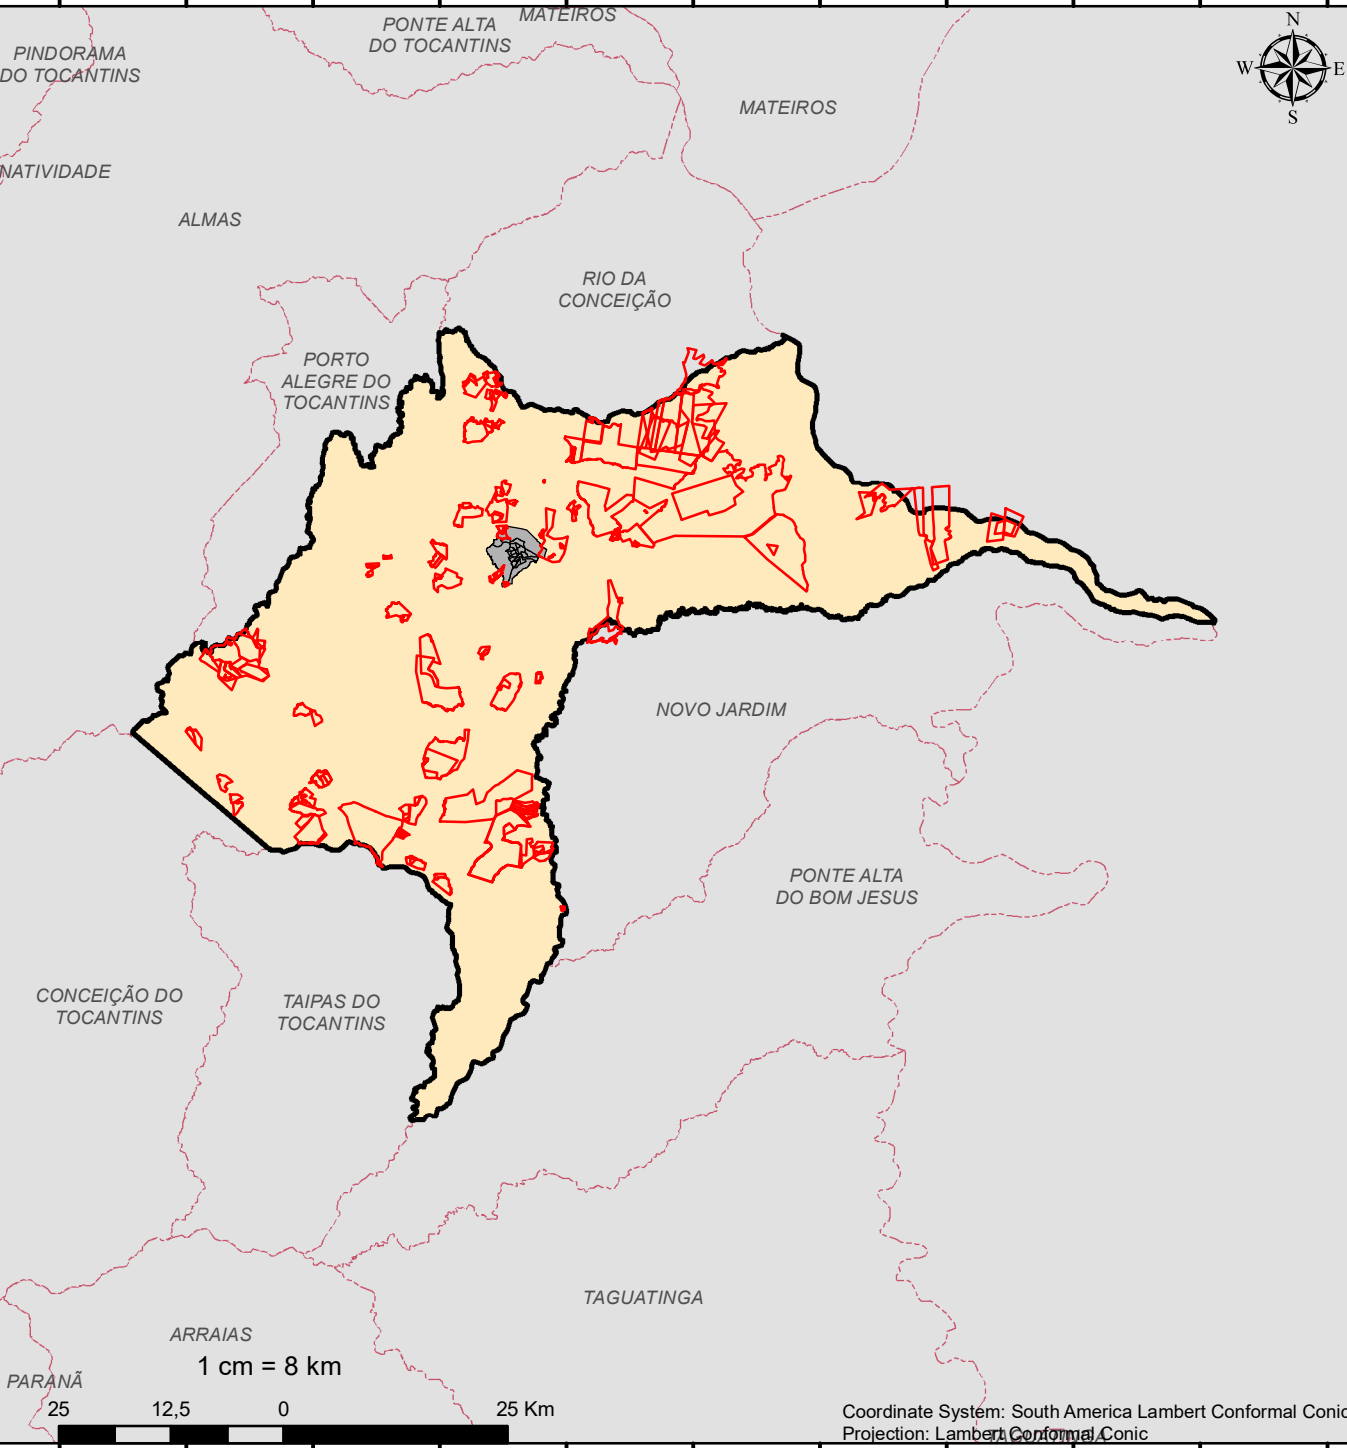 MATEIROS
PONTE ALTA
DO TOCANTINS
N
PINDORAMA
DO TOCANTINS
W
E
S
MATEIROS
NATIVIDADE
ALMAS
RIO DA
CONCEIÇÃO
PORTO
ALEGRE DO
TOCANTINS
NOVO JARDIM
PONTE ALTA
DO BOM JESUS
CONCEIÇÃO DO
TOCANTINS
TAIPAS DO
TOCANTINS
TAGUATINGA
ARRAIAS
1 cm = 8 km
PARANÃ
25 12,5 0 25 Km
Coordinate System: South America Lambert Conformal Conic
Projection: Lambert Conformal Conic
TAGUATINGA